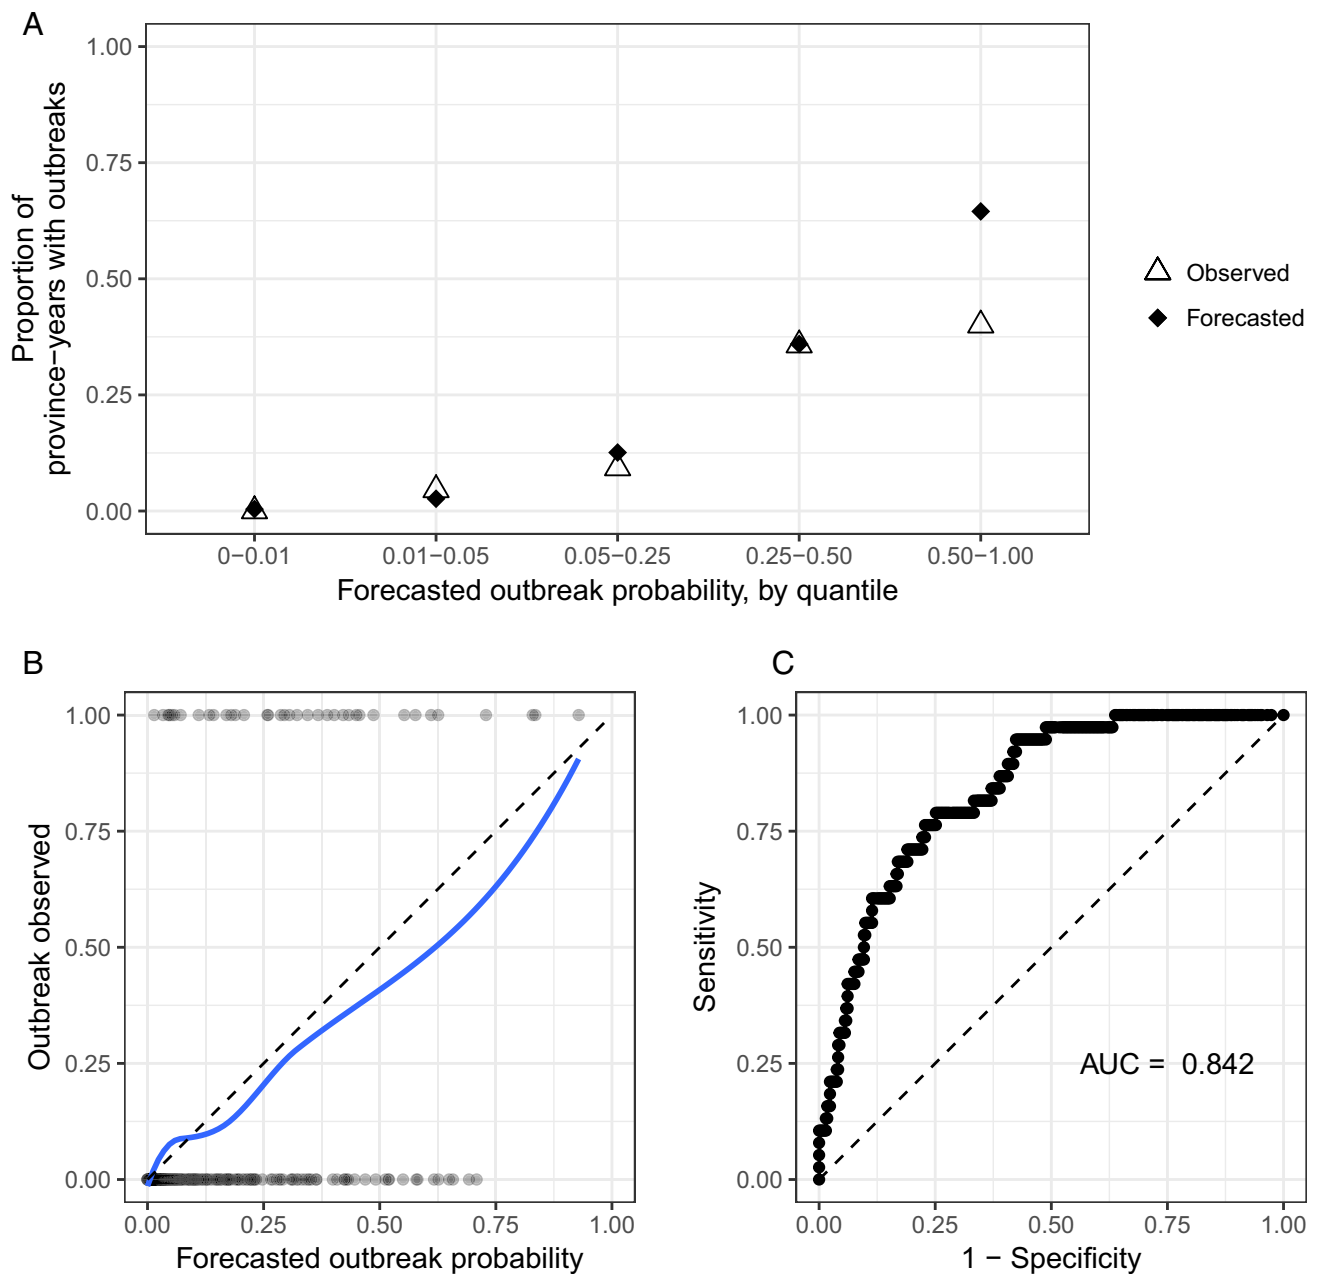 A
Proportion of
province−years with outbreaks
1.00
0.75
0.50
0.25
0.00
0−0.01
0.01−0.05
0.05−0.25
0.25−0.50
0.50−1.00
Forecasted outbreak probability, by quantile
Observed
Forecasted
B
Outbreak observed
1.00
0.75
0.50
0.25
0.00
0.00
0.25
0.50
0.75
1.00
Forecasted outbreak probability
C
Sensitivity
1.00
0.75
0.50
0.25
0.00
AUC = 0.842
0.00
0.25
0.50
0.75
1.00
1 − Specificity